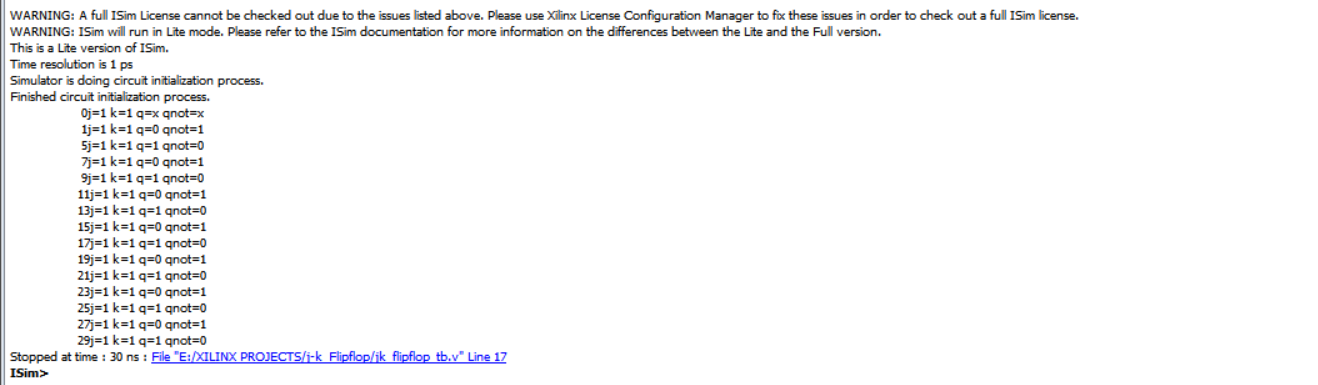 WARNING: A full ISim License cannot be checked out due to the issues listed above. Please use Xilinx License Configuration Manager to fix these issues in order to check out a full ISim license.
WARNING: ISim will run in Lite mode. Please refer to the ISim documentation for more information on the differences between the Lite and the Full version.
This is a Lite version of ISim.
Time resolution is 1 ps
Simulator is doing circuit initialization process.
Finished circuit initialization process.
0j=1 k=1 q=x qnot=x
1j=1 k=1 q=0 qnot=1
5j=1 k=1 q=1 qnot=0
7j=1 k=1 q=0 qnot=1
9j=1 k=1 q=1 qnot=0
11j=1 k=1 q=0 qnot=1
13j=1 k=1 q=1 qnot=0
15j=1 k=1 q=0 qnot=1
17j=1 k=1 q=1 qnot=0
19j=1 k=1 q=0 qnot=1
21j=1 k=1 q=1 qnot=0
23j=1 k=1 q=0 qnot=1
25j=1 k=1 q=1 qnot=0
27j=1 k=1 q=0 qnot=1
29j=1 k=1 q=1 qnot=0
Stopped at time : 30 ns : File "E:/XILINX PROJECTS/j-k_Flipflop/jk_flipflop_tb.v" Line 17
ISim>